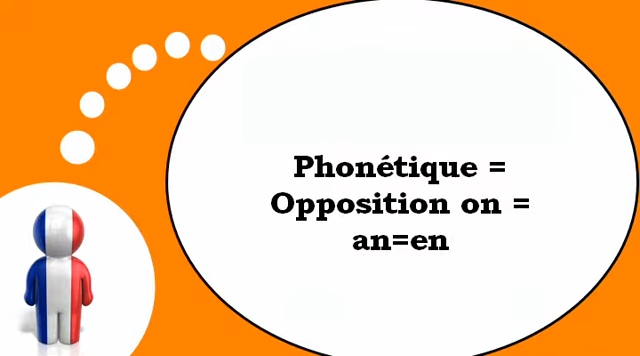 Phonétique =
Opposition on =
an=en